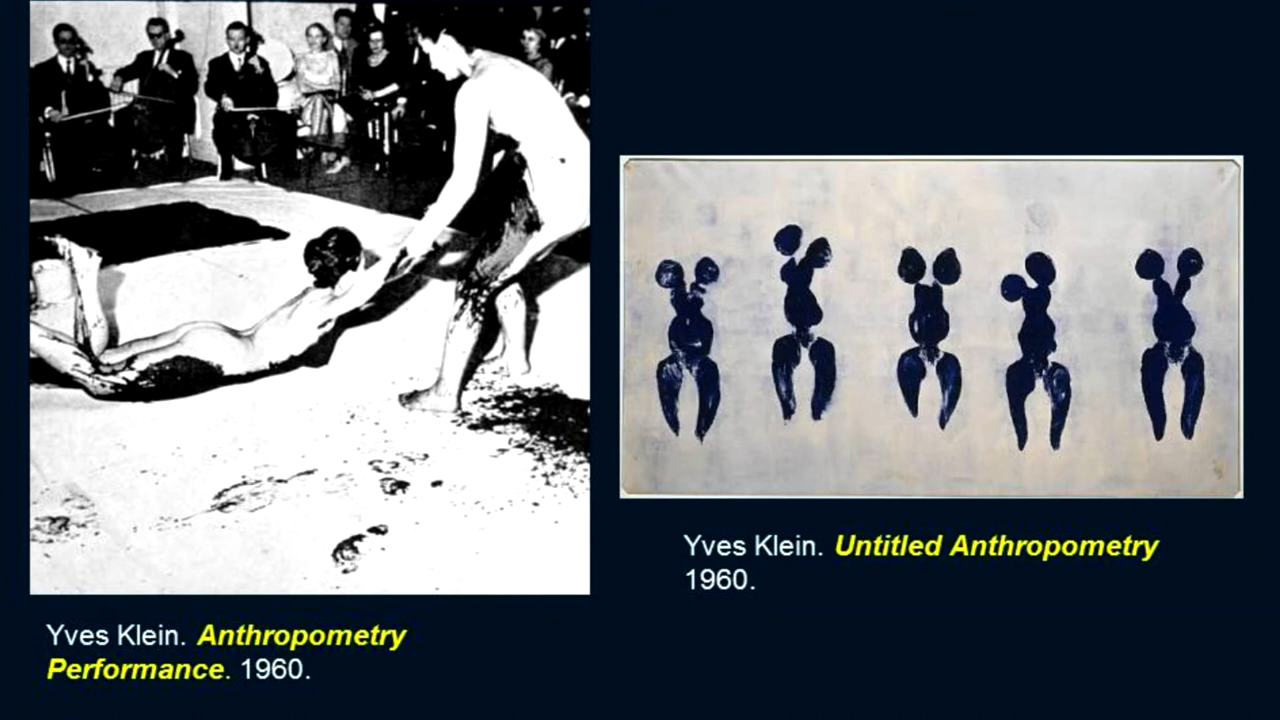 Yves Klein. Untitled Anthropometry
1960.
Yves Klein. Anthropometry
Performance. 1960.